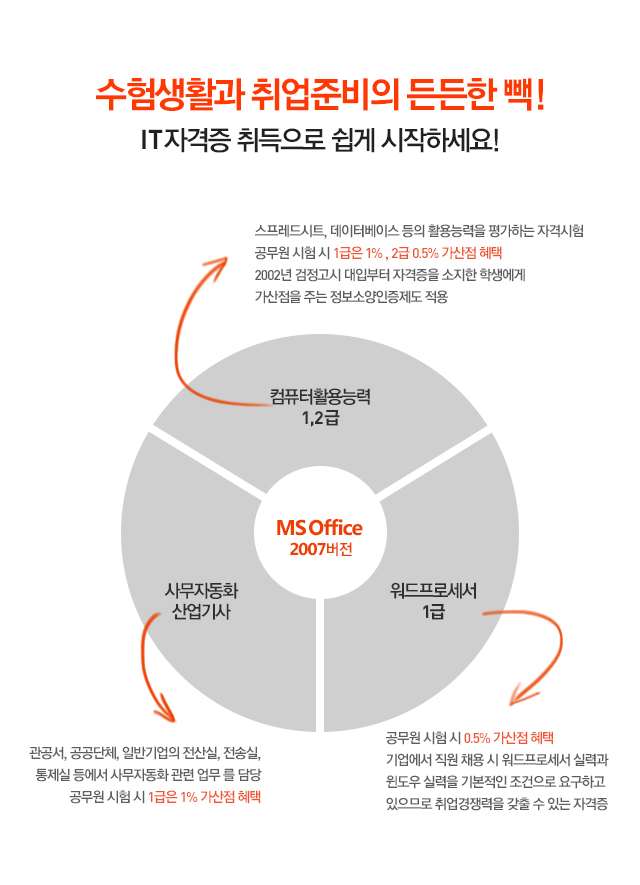 수험생활과 취업준비의 든든한 빽!
IT자격증 취득으로 쉽게 시작하세요!
스프레드시트, 데이터베이스 등의 활용능력을 평가하는 자격시험
공무원 시험 시 1급은 1% , 2급 0.5% 가산점 혜택
2002년 검정고시 대입부터 자격증을 소지한 학생에게
가산점을 주는 정보소양인증제도 적용
컴퓨터활용능력
1,2급
MS Office
2007버전
사무자동화
산업기사
워드프로세서
1급
관공서, 공공단체, 일반기업의 전산실, 전송실,
통제실 등에서 사무자동화 관련 업무 를 담당
공무원 시험 시 1급은 1% 가산점 혜택
공무원 시험 시 0.5% 가산점 혜택
기업에서 직원 채용 시 워드프로세서 실력과
윈도우 실력을 기본적인 조건으로 요구하고
있으므로 취업경쟁력을 갖출 수 있는 자격증